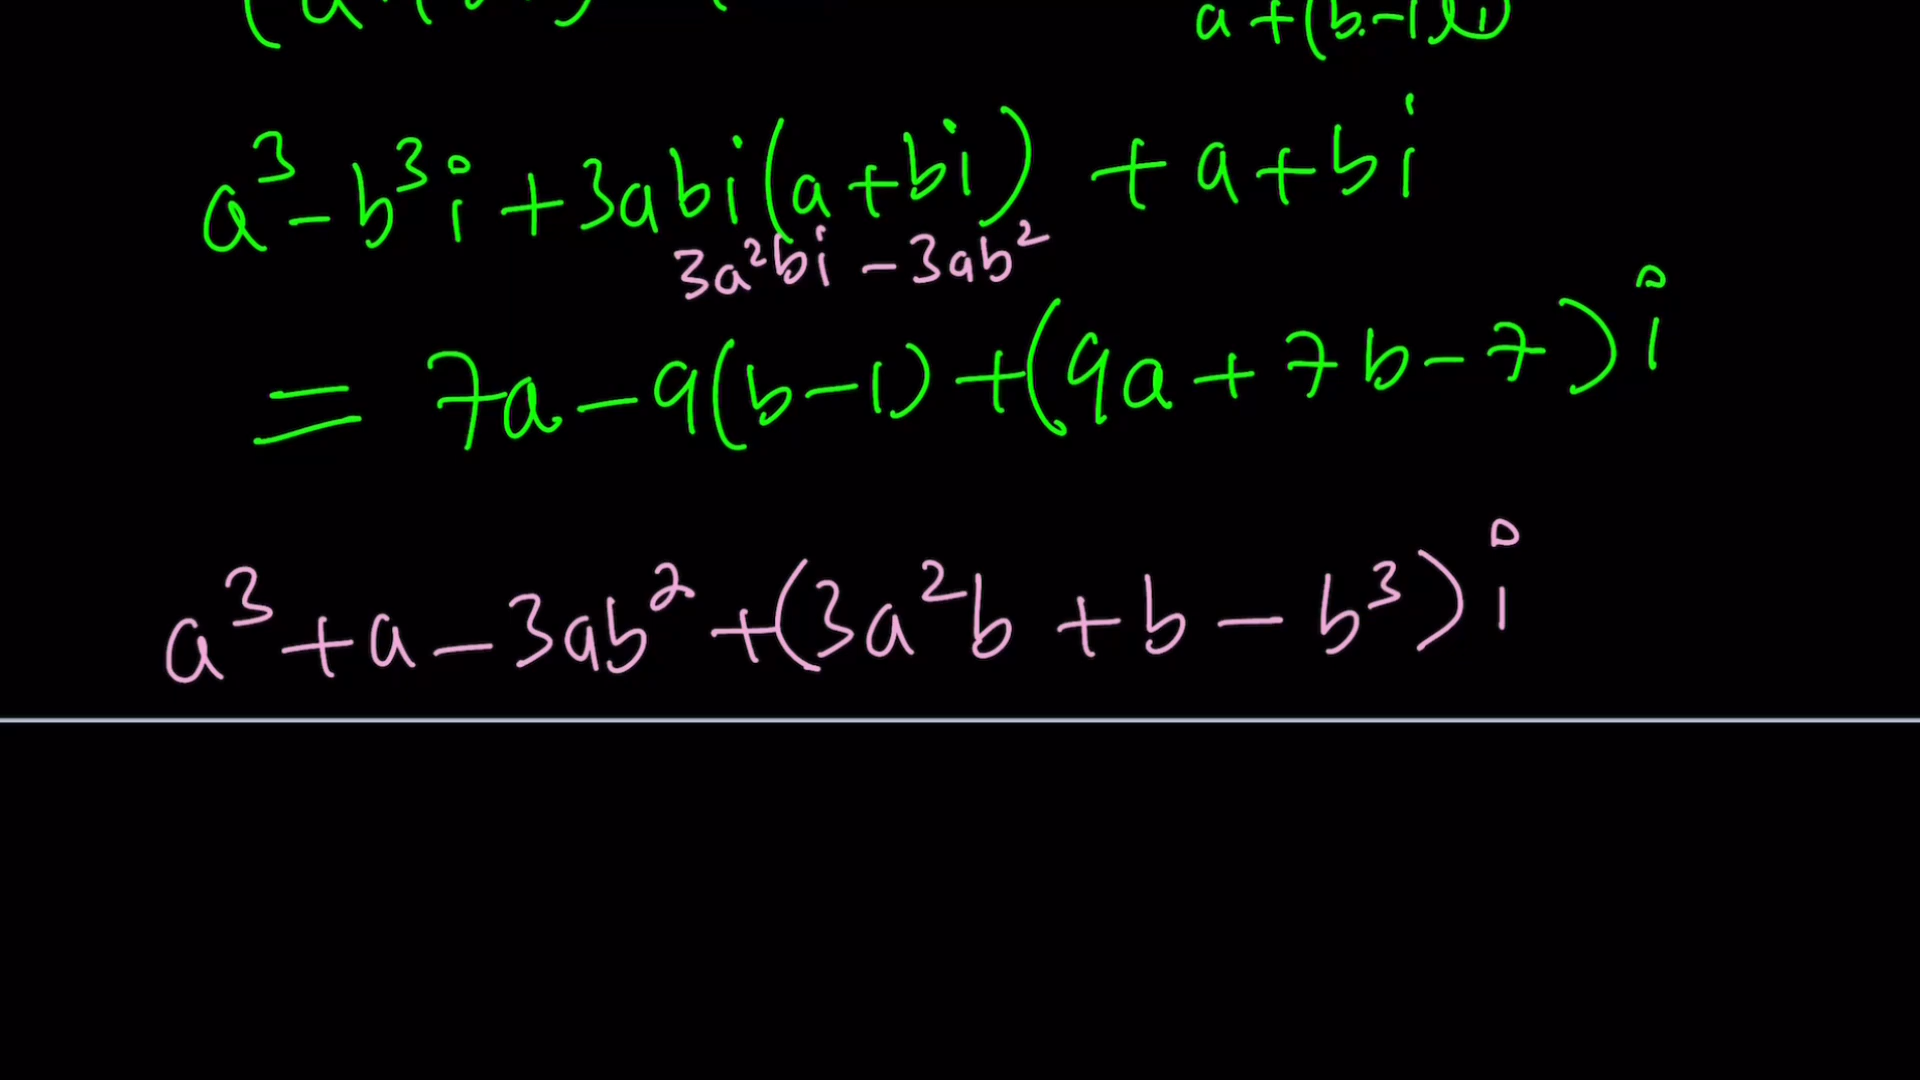 a+(b-1)i
a³-b³i+3abi(a+bi) +a+bi
3a²bi -3ab²
= 7a-9(b-1)+(9a+7b-7)i
a³+a-3ab²+(3a²b+b-b³)i